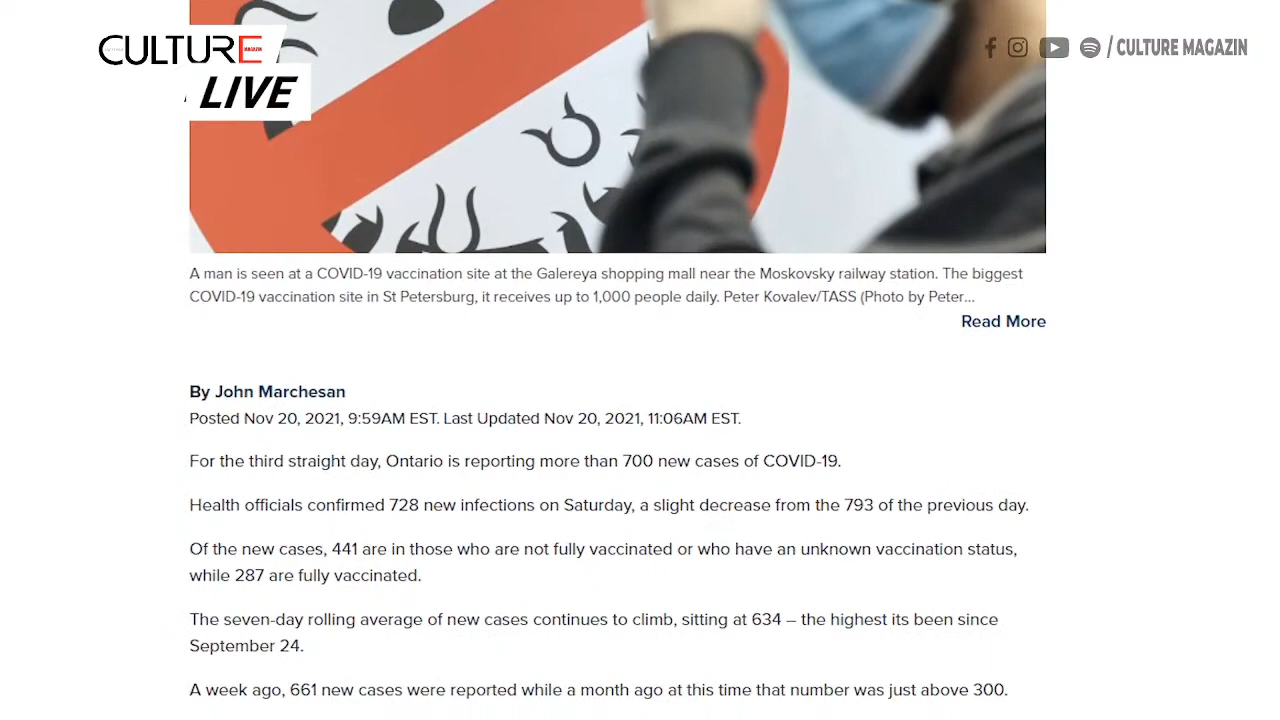 CULTURE
MAGAZIN
LIVE
/ CULTURE MAGAZIN
A man is seen at a COVID-19 vaccination site at the Galereya shopping mall near the Moskovsky railway station. The biggest
COVID-19 vaccination site in St Petersburg, it receives up to 1,000 people daily. Peter Kovalev/TASS (Photo by Peter...
Read More
By John Marchesan
Posted Nov 20, 2021, 9:59AM EST. Last Updated Nov 20, 2021, 11:06AM EST.
For the third straight day, Ontario is reporting more than 700 new cases of COVID-19.
Health officials confirmed 728 new infections on Saturday, a slight decrease from the 793 of the previous day.
Of the new cases, 441 are in those who are not fully vaccinated or who have an unknown vaccination status,
while 287 are fully vaccinated.
The seven-day rolling average of new cases continues to climb, sitting at 634 – the highest its been since
September 24.
A week ago, 661 new cases were reported while a month ago at this time that number was just above 300.